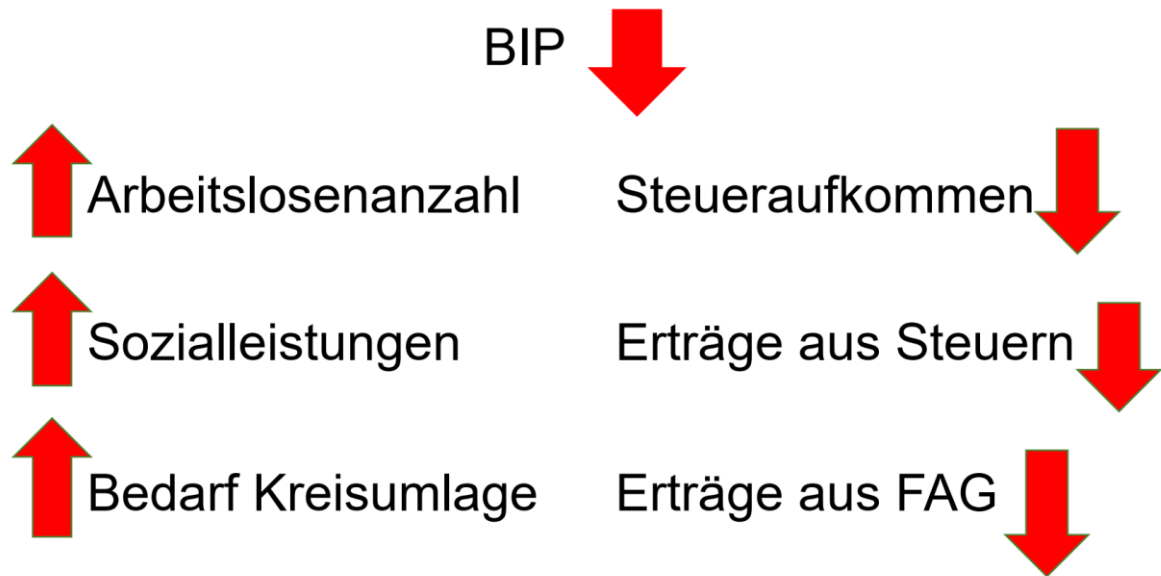 BIP
Arbeitslosenanzahl
Steueraufkommen
Sozialleistungen
Erträge aus Steuern
Bedarf Kreisumlage
Erträge aus FAG